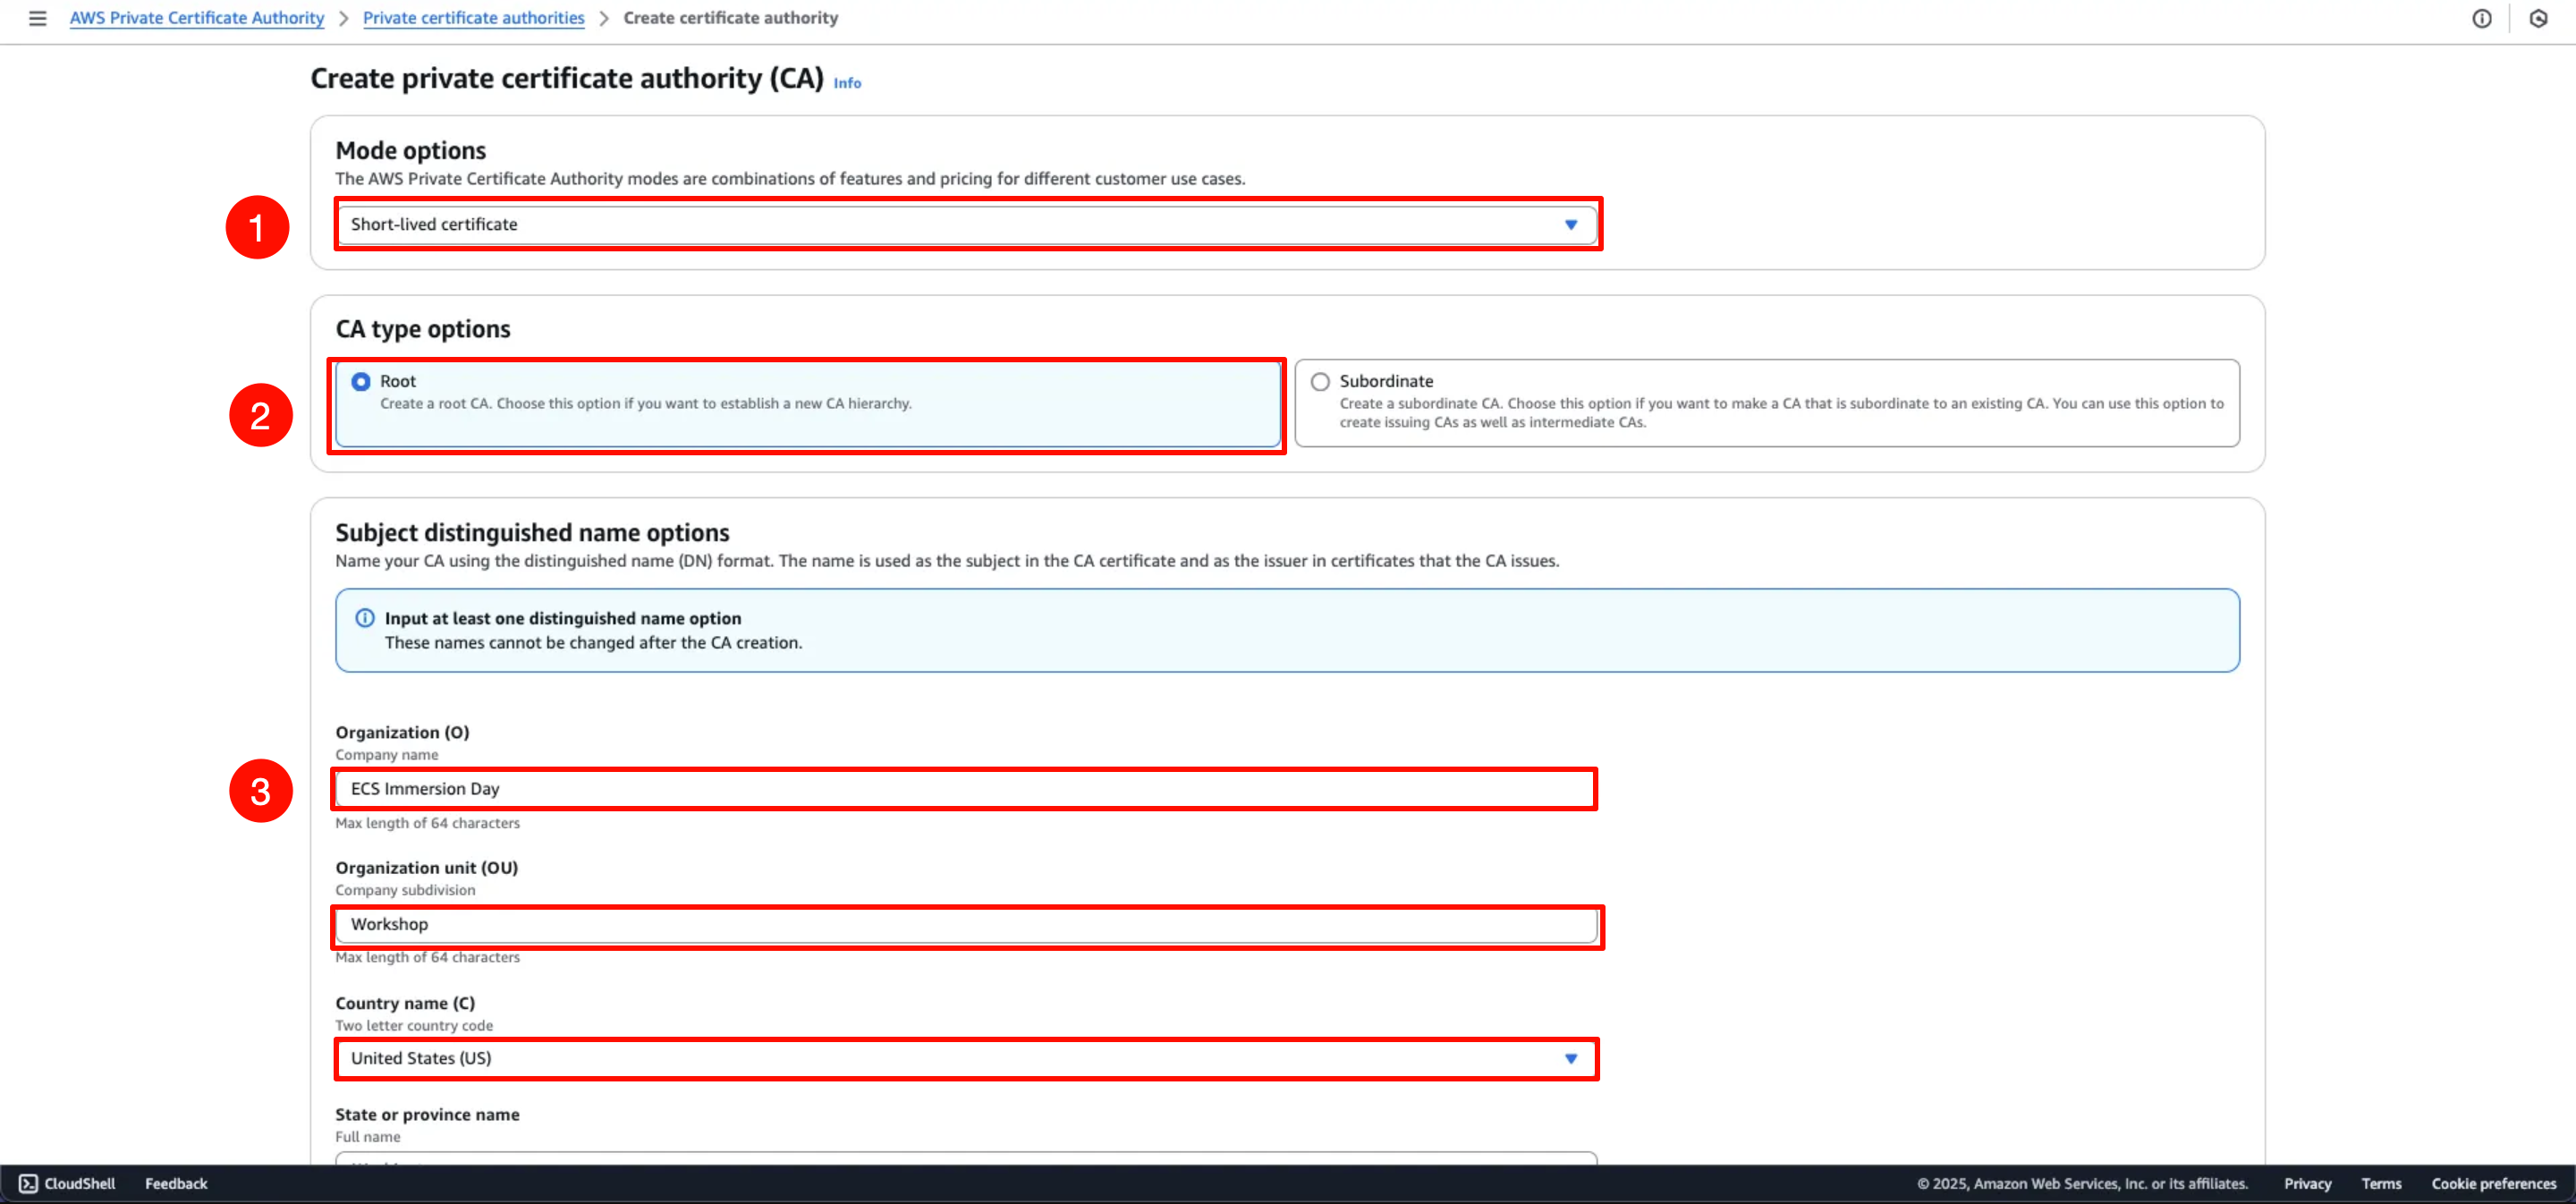 AWS Private Certificate Authority > Private certificate authorities > Create certificate authority
Create private certificate authority (CA) Info
Mode options
The AWS Private Certificate Authority modes are combinations of features and pricing for different customer use cases.
1
Short-lived certificate
CA type options
2
Root
Create a root CA. Choose this option if you want to establish a new CA hierarchy.
Subordinate
Create a subordinate CA. Choose this option if you want to make a CA that is subordinate to an existing CA. You can use this option to
create issuing CAs as well as intermediate CAs.
Subject distinguished name options
Name your CA using the distinguished name (DN) format. The name is used as the subject in the CA certificate and as the issuer in certificates that the CA issues.
Input at least one distinguished name option
These names cannot be changed after the CA creation.
Organization (O)
Company name
3
ECS Immersion Day
Max length of 64 characters
Organization unit (OU)
Company subdivision
Workshop
Max length of 64 characters
Country name (C)
Two letter country code
United States (US)
State or province name
Full name
CloudShell Feedback © 2025, Amazon Web Services, Inc. or its affiliates. Privacy Terms Cookie preferences